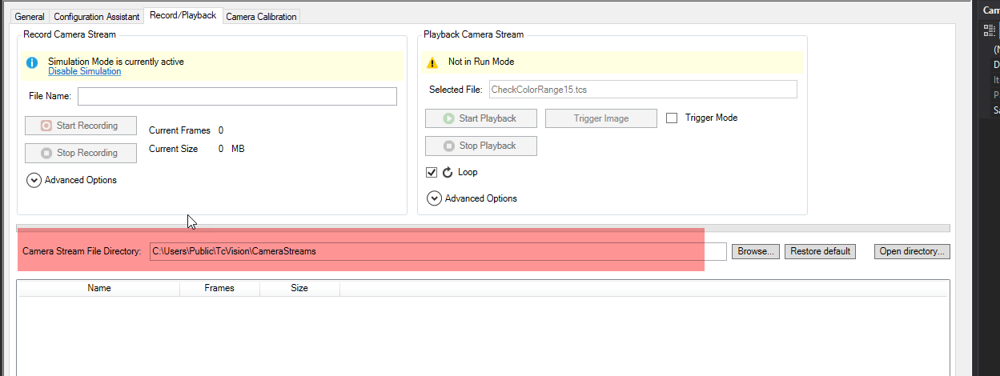 General Configuration Assistant Record/Playback Camera Calibration
Record Camera Stream
Simulation Mode is currently active
Disable Simulation
File Name:
Start Recording
Current Frames 0
Stop Recording
Current Size 0 MB
Advanced Options
Playback Camera Stream
Not in Run Mode
Selected File: CheckColorRange15.tcs
Start Playback Trigger Image Trigger Mode
Stop Playback
Loop
Advanced Options
Camera Stream File Directory: C:\Users\Public\TcVision\CameraStreams Browse... Restore default Open directory...
Name Frames Size
Cam
(N
D
It
P
Sa